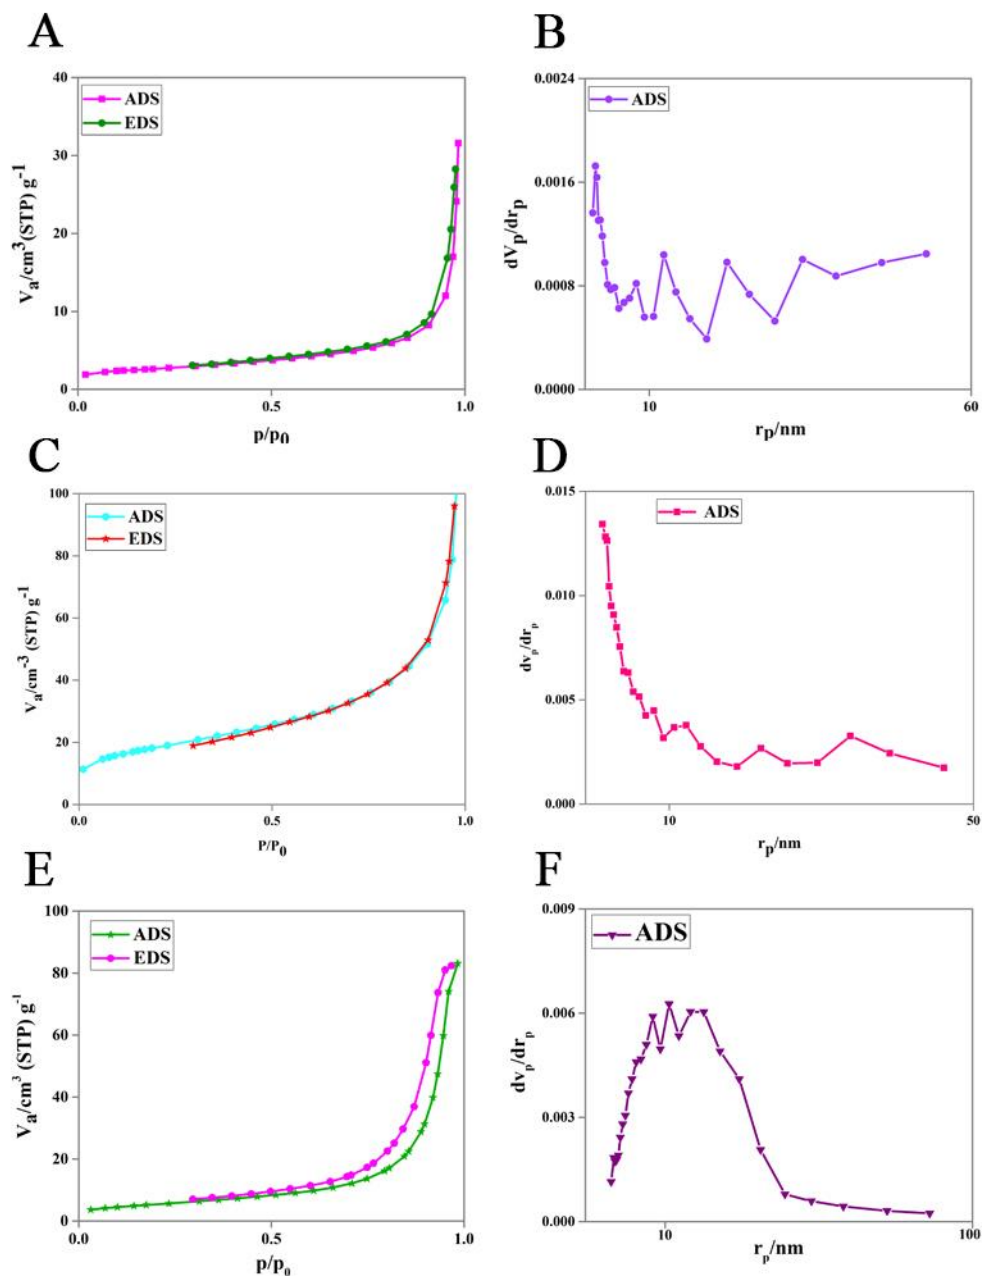 A
40
30
20
10
0
0.0
0.5
1.0
ADS
EDS
Va/cm3(STP) g-1
p/p0
B
0.0024
0.0016
0.0008
0.0000
10
60
ADS
dVp/drp
rp/nm
C
100
80
60
40
20
0
0.0
0.5
1.0
ADS
EDS
Va/cm-3 (STP) g-1
P/P0
D
0.015
0.010
0.005
0.000
10
50
ADS
dvp/drp
rp/nm
E
100
80
60
40
20
0
0.0
0.5
1.0
ADS
EDS
Va/cm3 (STP) g-1
p/p0
F
0.009
0.006
0.003
0.000
10
100
ADS
dvp/drp
rp/nm